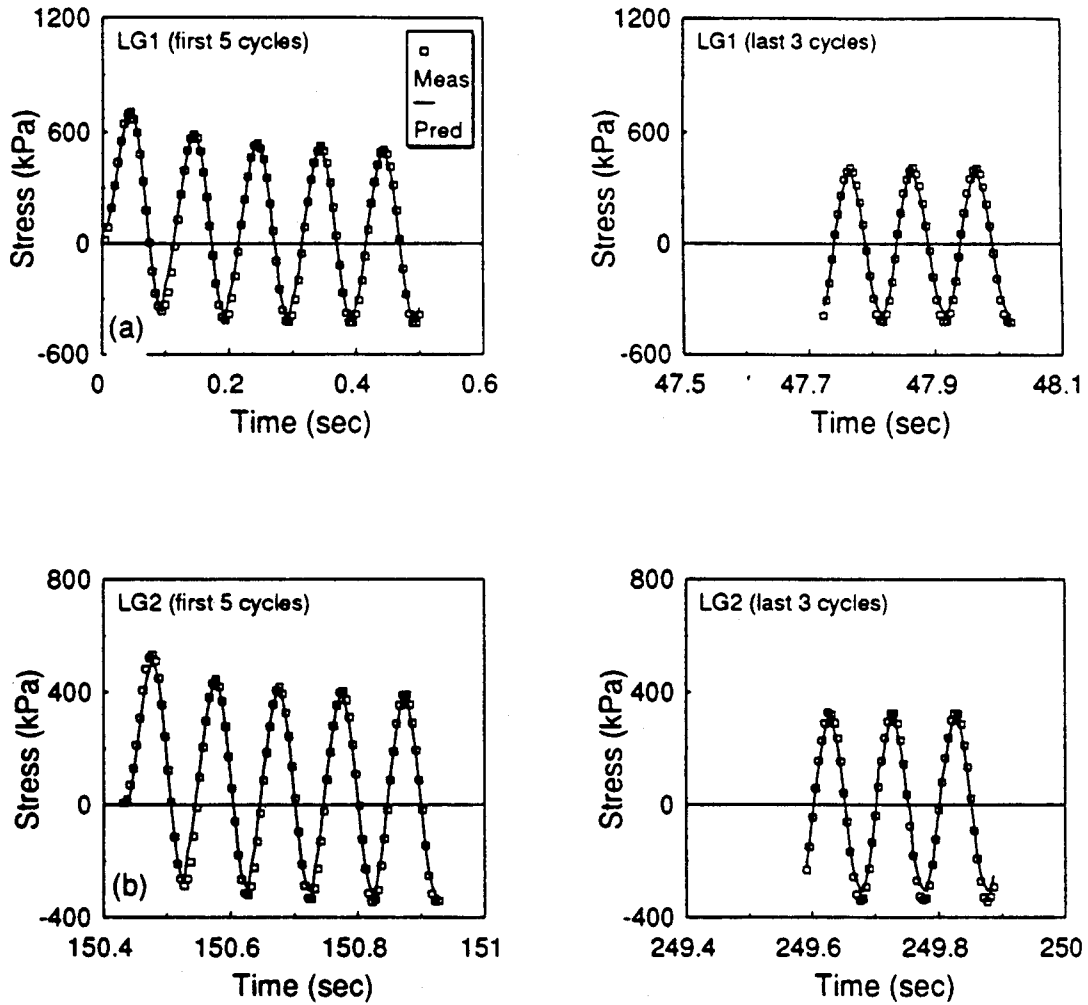 1200
600
0
-600
Stress (kPa)
LG1 (first 5 cycles)
Meas
Pred
(a)
0
0.2
0.4
0.6
Time (sec)
1200
600
0
-600
Stress (kPa)
LG1 (last 3 cycles)
47.5
47.7
47.9
48.1
Time (sec)
800
400
0
-400
Stress (kPa)
LG2 (first 5 cycles)
(b)
150.4
150.6
150.8
151
Time (sec)
800
400
0
-400
Stress (kPa)
LG2 (last 3 cycles)
249.4
249.6
249.8
250
Time (sec)